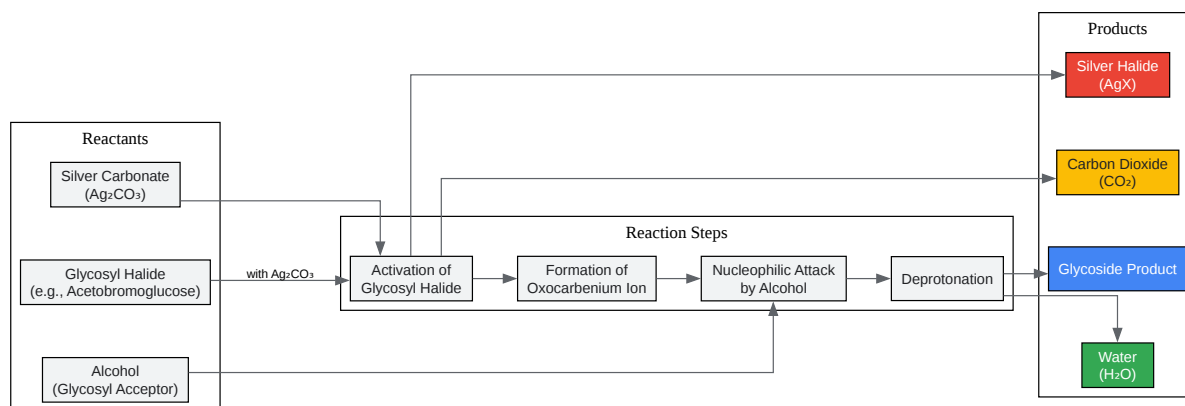 Reactants
Silver Carbonate
(Ag₂CO₃)
Glycosyl Halide
(e.g., Acetobromoglucose)
Alcohol
(Glycosyl Acceptor)
with Ag₂CO₃
Reaction Steps
Activation of
Glycosyl Halide
Formation of
Oxocarbenium Ion
Nucleophilic Attack
by Alcohol
Deprotonation
Products
Silver Halide
(AgX)
Carbon Dioxide
(CO₂)
Glycoside Product
Water
(H₂O)